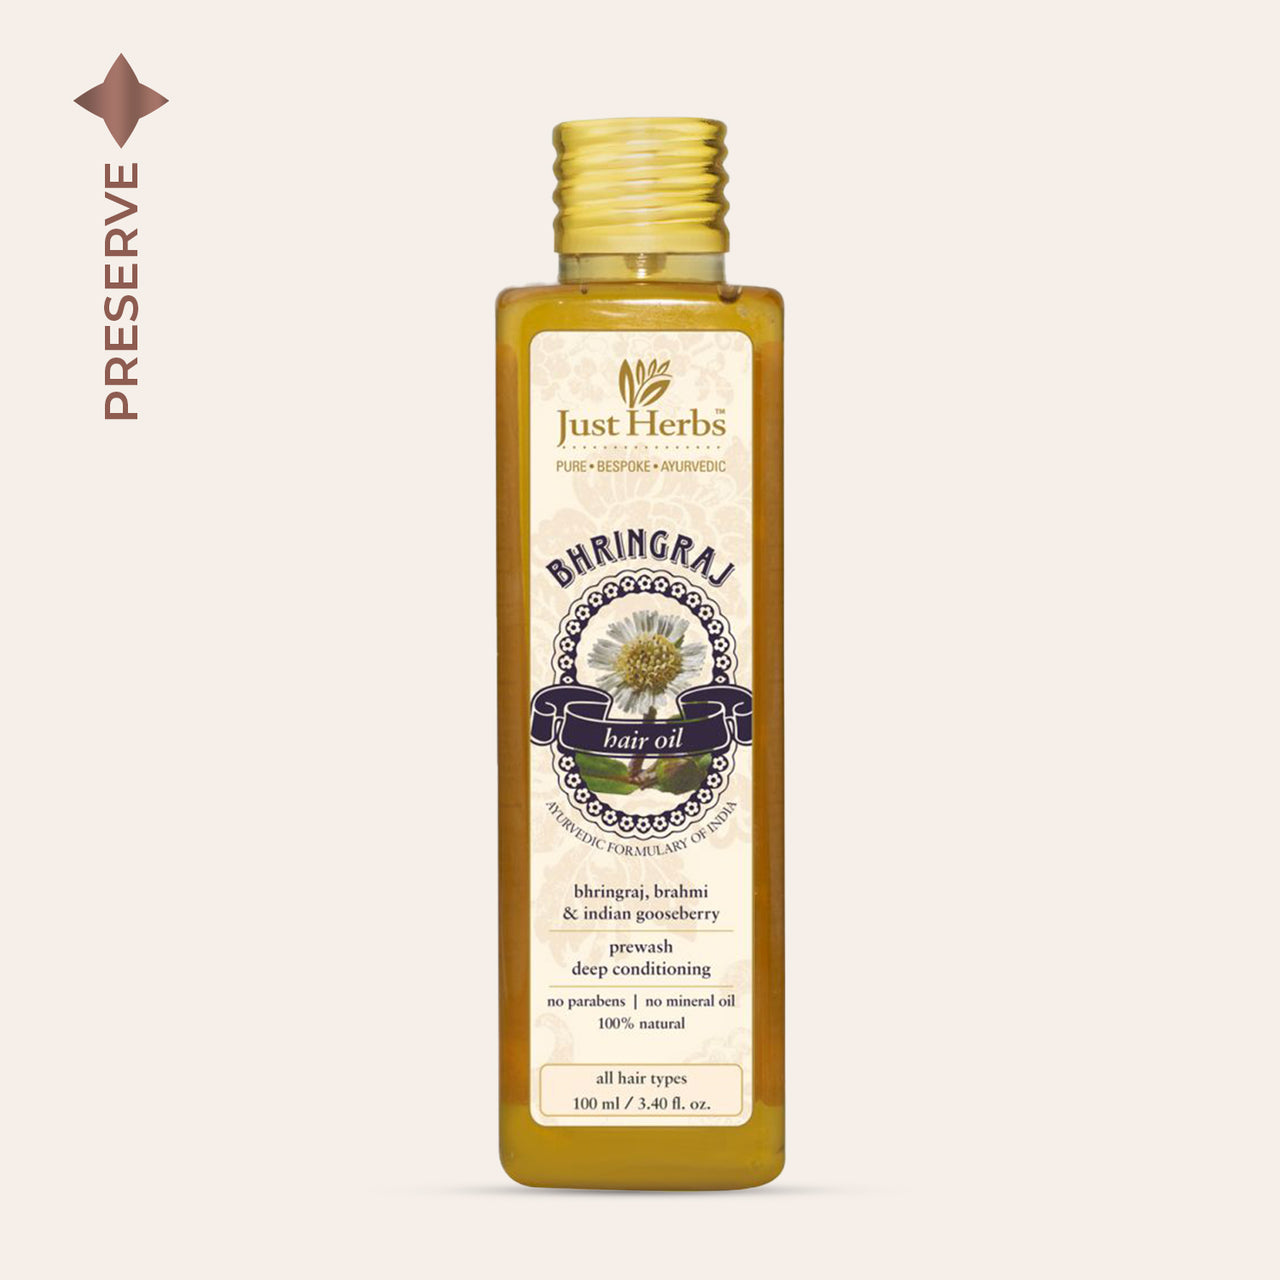 PRESERVE
Just Herbs™
PURE • BESPOKE • AYURVEDIC
BHRINGRAJ
hair oil
AYURVEDIC FORMULARY OF INDIA
bhringraj, brahmi
& indian gooseberry
prewash
deep conditioning
no parabens | no mineral oil
100% natural
all hair types
100 ml / 3.40 fl. oz.